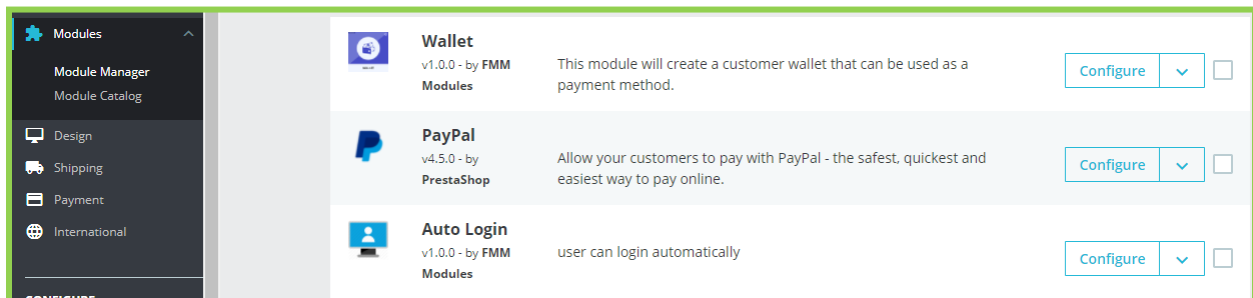 Modules
Module Manager
Module Catalog
Design
Shipping
Payment
International
CONFIGURE
Wallet
v1.0.0 - by FMM
Modules
This module will create a customer wallet that can be used as a
payment method.
Configure
PayPal
v4.5.0 - by
PrestaShop
Allow your customers to pay with PayPal - the safest, quickest and
easiest way to pay online.
Configure
Auto Login
v1.0.0 - by FMM
Modules
user can login automatically
Configure